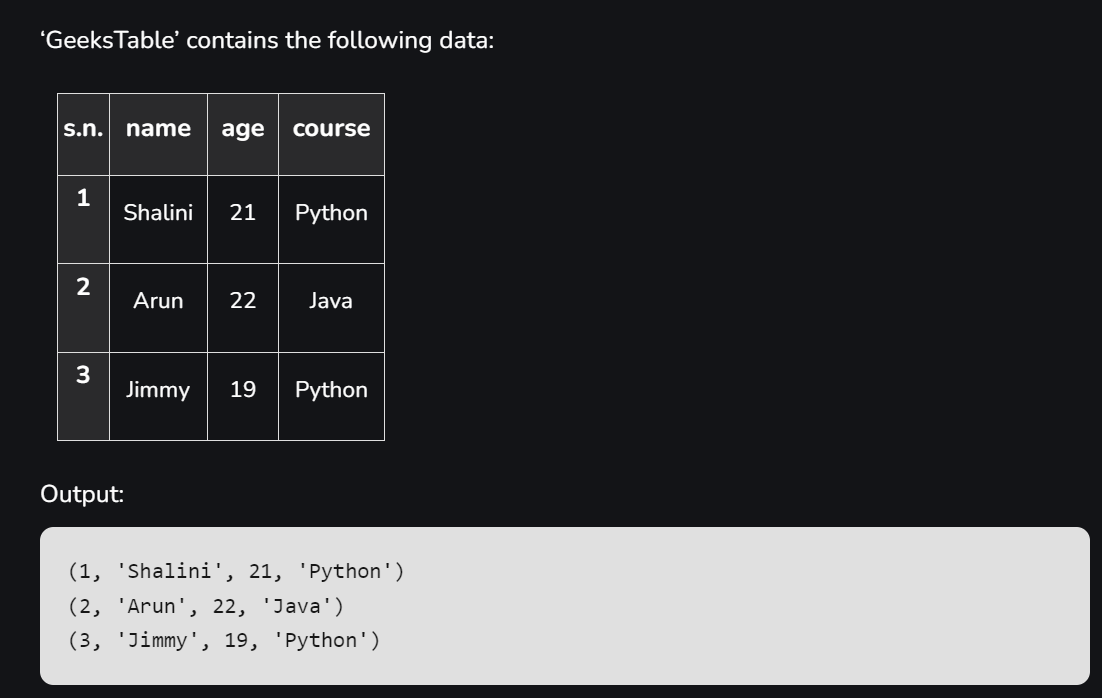 ‘GeeksTable’ contains the following data:
s.n. name age course
1 Shalini 21 Python
2 Arun 22 Java
3 Jimmy 19 Python
Output:
(1, 'Shalini', 21, 'Python')
(2, 'Arun', 22, 'Java')
(3, 'Jimmy', 19, 'Python')